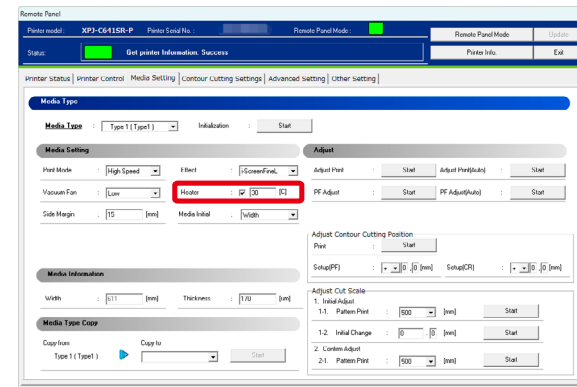 Remote Panel
Printer model : XPJ-C641SR-P Printer Serial No. : Remote Panel Mode : Remote Panel Mode Update
Status: Get printer Information. Success Printer Info. Exit
Printer Status Printer Control Media Setting Contour Cutting Settings Advanced Setting Other Setting
Media Type
Media Type : Type 1 ( Type1 ) Initialization : Start
Media Setting Adjust
Print Mode : High Speed Effect : i-ScreenFineL Adjust Print : Start Adjust Print(Auto) : Start
Vacuum Fan : Low Heater : 30 [C] PF Adjust : Start PF Adjust(Auto) : Start
Side Margin : 15 [mm] Media Initial : Width
Adjust Contour Cutting Position
Print : Start
Setup(PF) : + 0 . 0 [mm] Setup(CR) : + 0 . 0 [mm]
Media Information
Width : 611 [mm] Thickness : 170 [um]
Adjust Cut Scale
1. Initial Adjust
1-1. Pattern Print : 500 [mm] Start
1-2. Initial Change : 0 . 0 [mm] Start
2. Confirm Adjust
2-1. Pattern Print : 500 [mm] Start
Media Type Copy
Copy from Copy to
Type 1 ( Type1 ) Start